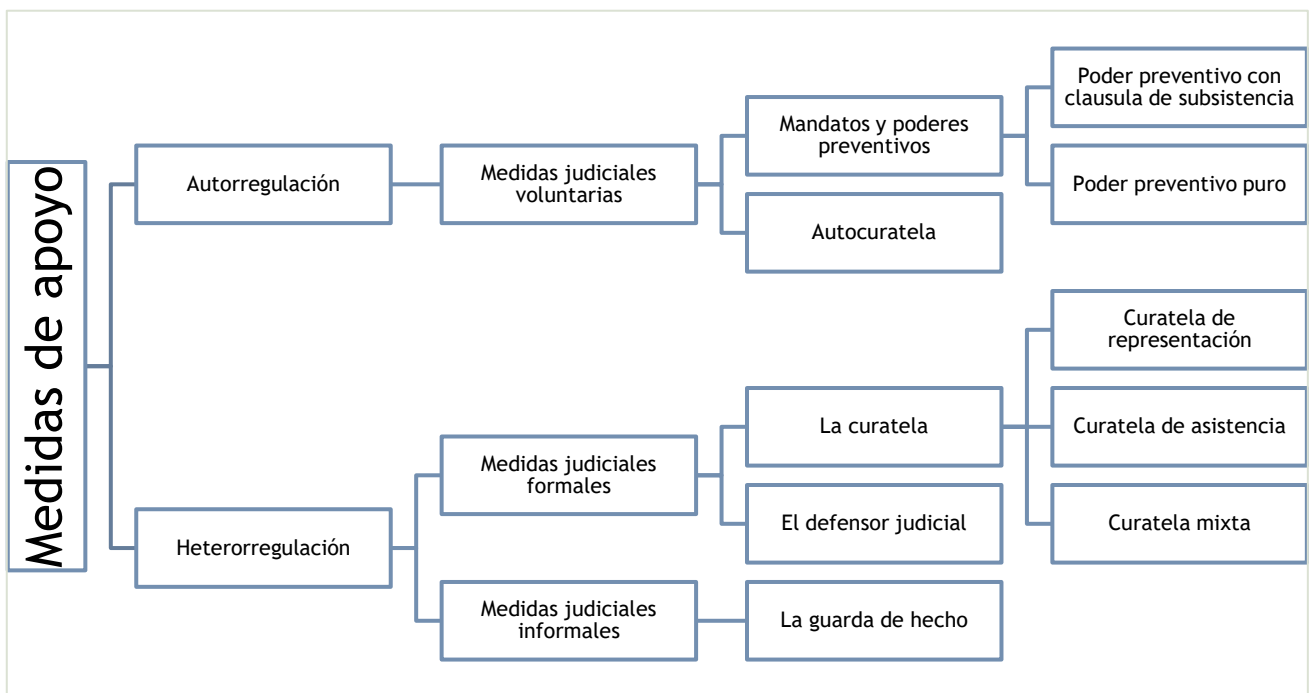 Medidas de apoyo
Autorregulación
Medidas judiciales
voluntarias
Mandatos y poderes
preventivos
Poder preventivo con
clausula de subsistencia
Poder preventivo puro
Autocuratela
Heterorregulación
Medidas judiciales
formales
La curatela
Curatela de
representación
Curatela de asistencia
Curatela mixta
El defensor judicial
Medidas judiciales
informales
La guarda de hecho